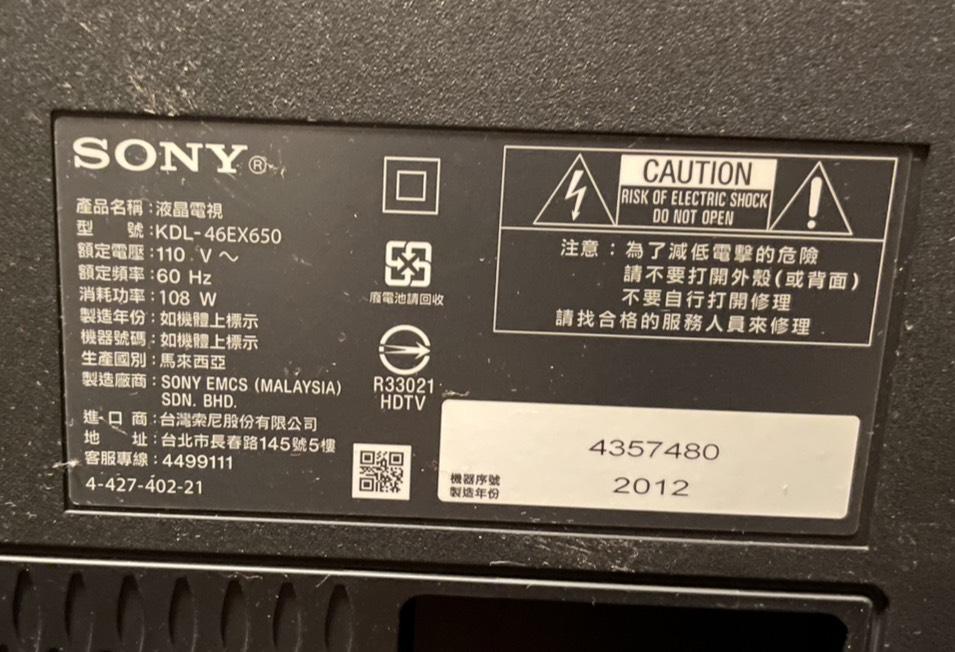 SONY®
產品名稱：液晶電視
型　　號：KDL-46EX650
額定電壓：110 V ～
額定頻率：60 Hz
消耗功率：108 W
製造年份：如機體上標示
機器號碼：如機體上標示
生產國別：馬來西亞
製造廠商：SONY EMCS (MALAYSIA)
SDN. BHD.
進口商：台灣索尼股份有限公司
地　　址：台北市長春路145號5樓
客服專線：4499111
4-427-402-21
廢電池請回收
R33021
HDTV
CAUTION
RISK OF ELECTRIC SHOCK
DO NOT OPEN
注意：為了減低電擊的危險
請不要打開外殼(或背面)
不要自行打開修理
請找合格的服務人員來修理
機器序號 4357480
製造年份 2012